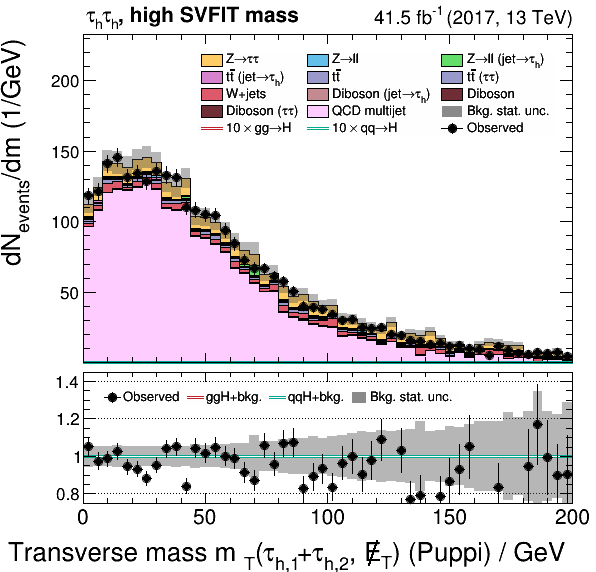 τhτh, high SVFIT mass 41.5 fb⁻¹ (2017, 13 TeV)
dNevents/dm (1/GeV)
200
150
100
50
Z→ττ Z→ll Z→ll (jet→τh)
tt̄ (jet→τh) tt̄ tt̄ (ττ)
W+jets Diboson (jet→τh) Diboson
Diboson (ττ) QCD multijet Bkg. stat. unc.
10 × gg→H 10 × qq→H Observed
1.4
1.2
1
0.8
Observed ggH+bkg. qqH+bkg. Bkg. stat. unc.
0 50 100 150 200
Transverse mass m T(τh,1+τh,2, E̸T) (Puppi) / GeV